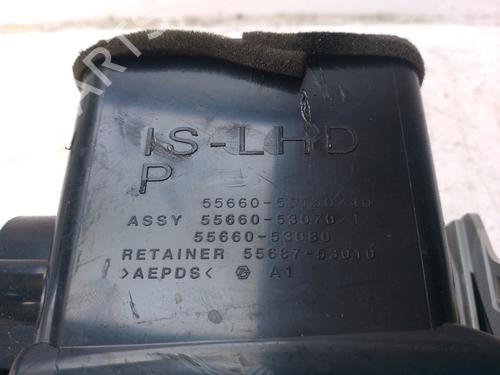 IS-LHD
P
ASSY 55660-53070/1
55660-53080
RETAINER 55687-53010
>AEPDS< A1